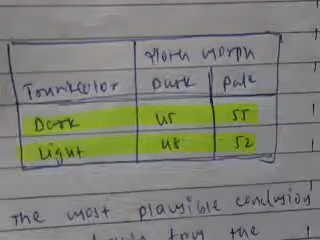 Moth morph
Trunkcolor Dark Pale
Dark 45 55
Light 48 52
The most plausible conclusion
from the